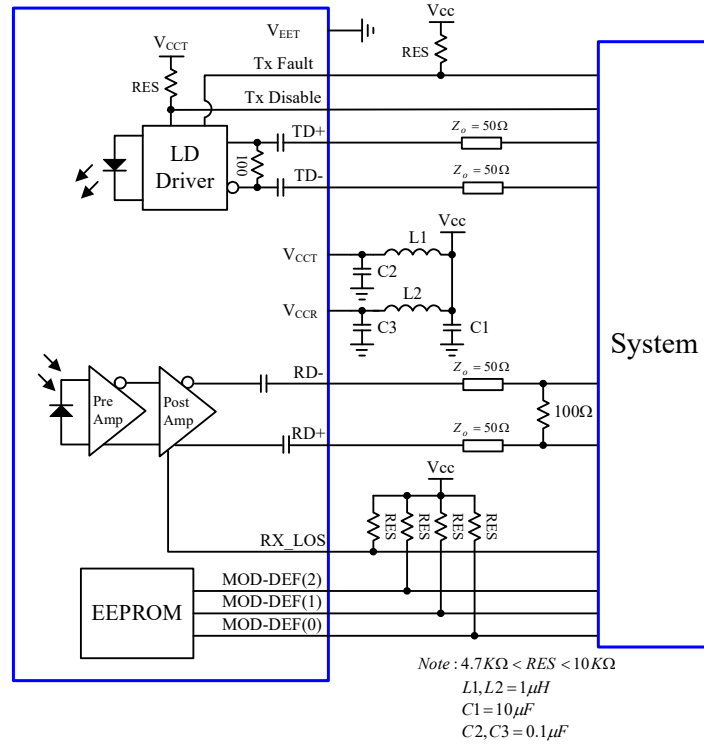 Vcc
V_EET
V_CCT
RES
RES
Tx Fault
Tx Disable
LD
Driver
100
TD+
Z_o = 50Ω
TD-
Z_o = 50Ω
Vcc
L1
V_CCT
C2
L2
V_CCR
C3
C1
System
Pre
Amp
Post
Amp
RD-
Z_o = 50Ω
100Ω
RD+
Z_o = 50Ω
Vcc
RES
RES
RES
RES
RX_LOS
EEPROM
MOD-DEF(2)
MOD-DEF(1)
MOD-DEF(0)
Note : 4.7KΩ < RES < 10KΩ
L1,L2 = 1μH
C1 = 10μF
C2,C3 = 0.1μF